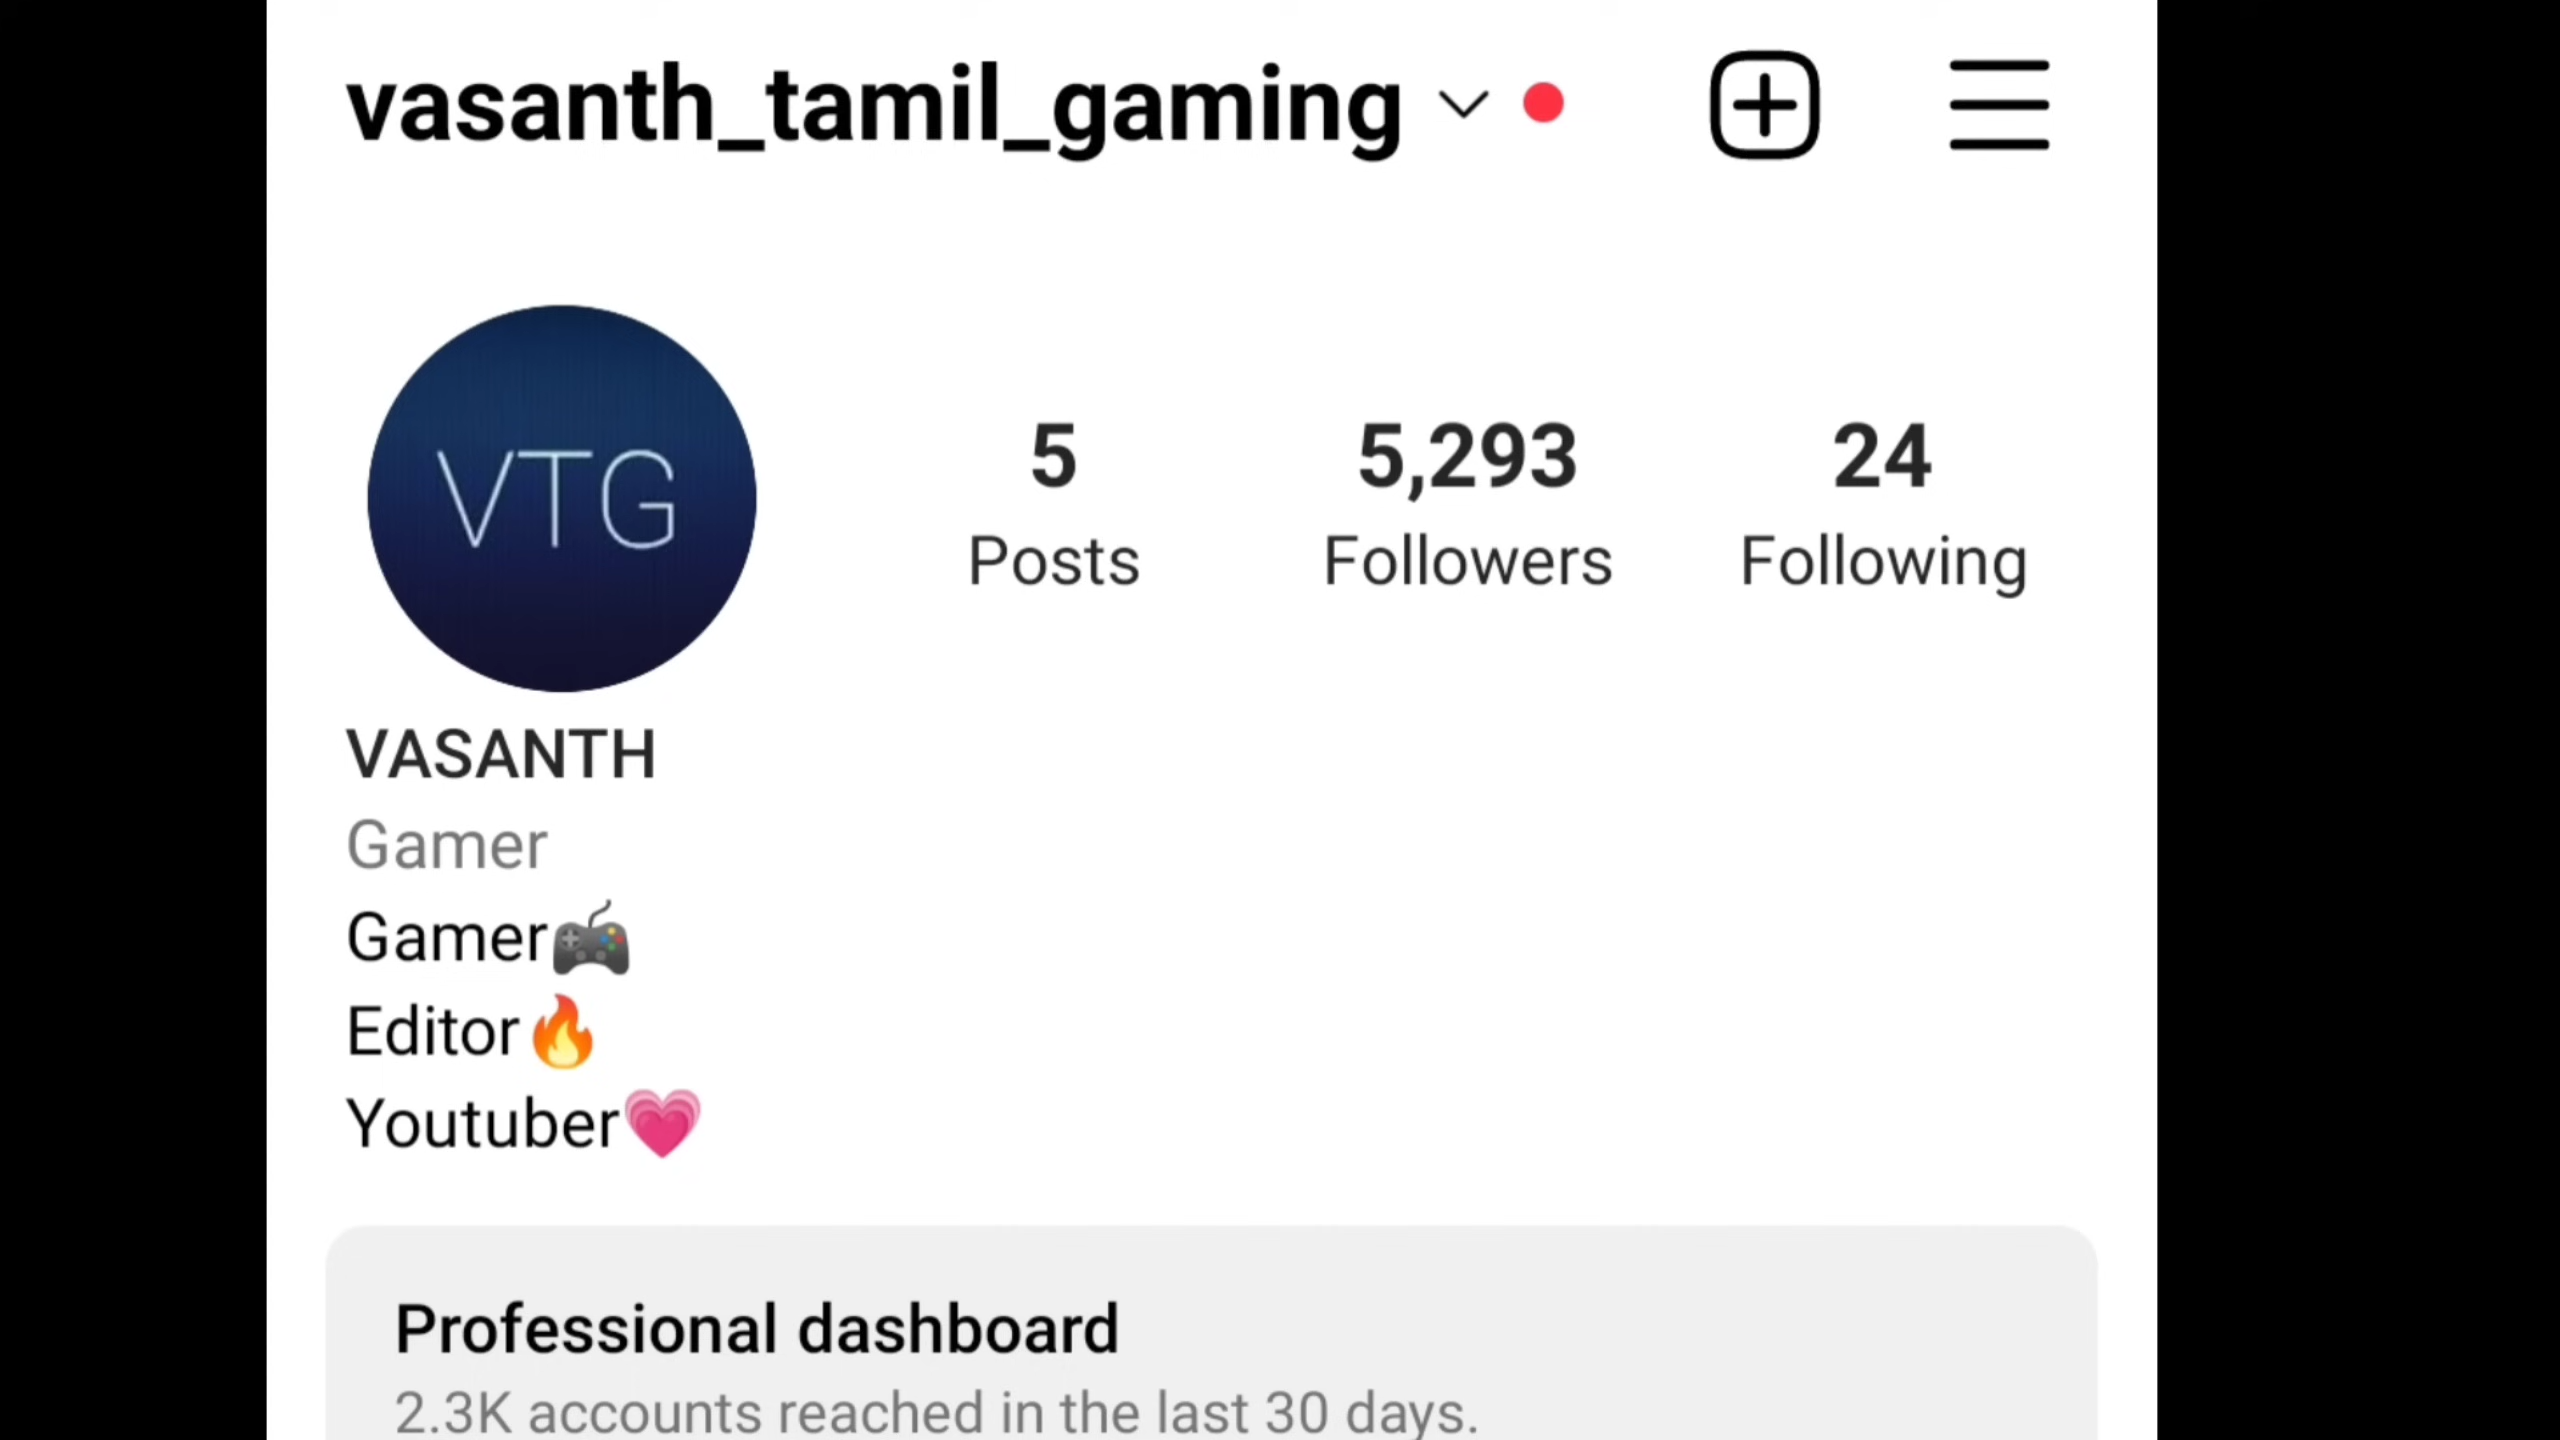 vasanth_tamil_gaming
VTG
5
Posts
5,293
Followers
24
Following
VASANTH
Gamer
Gamer🎮
Editor🔥
Youtuber💗
Professional dashboard
2.3K accounts reached in the last 30 days.